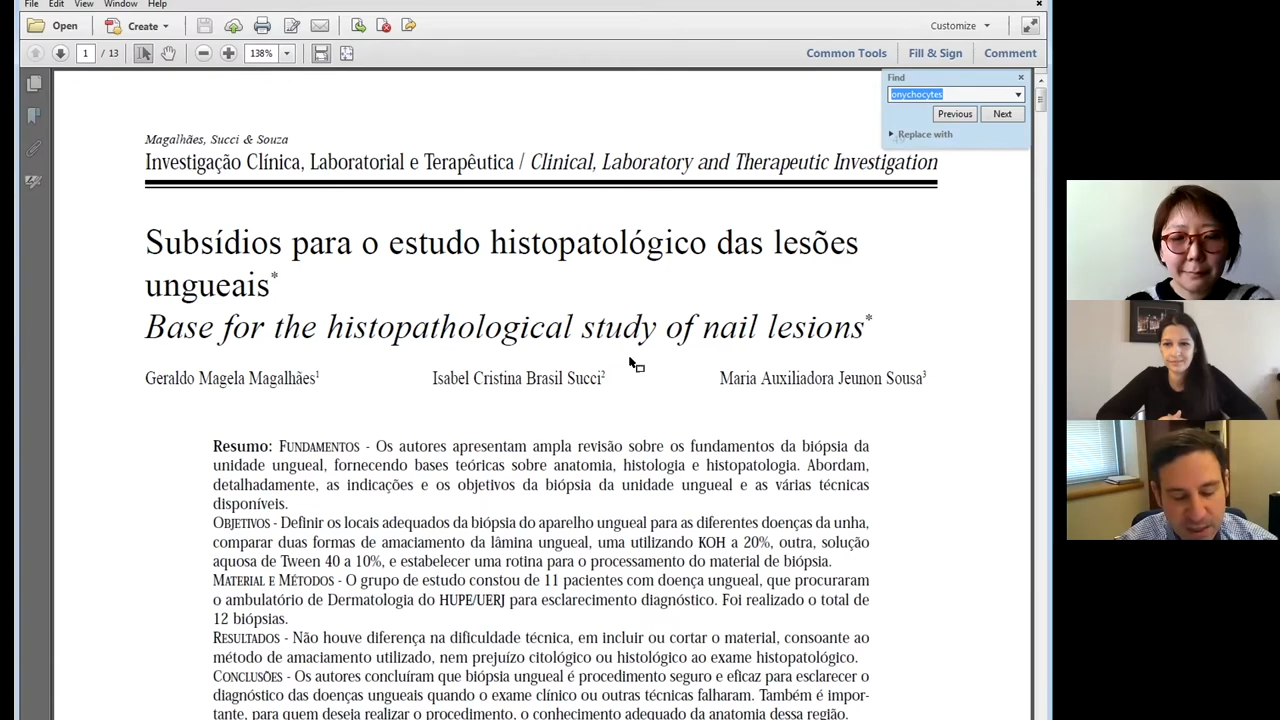 File Edit View Window Help
Open Create Customize
1 / 13 138% Common Tools Fill & Sign Comment
Find
onychocytes
Previous Next
Replace with
Magalhães, Succi & Souza
Investigação Clínica, Laboratorial e Terapêutica / Clinical, Laboratory and Therapeutic Investigation
Subsídios para o estudo histopatológico das lesões
ungueais*
Base for the histopathological study of nail lesions*
Geraldo Magela Magalhães1 Isabel Cristina Brasil Succi2 Maria Auxiliadora Jeunon Sousa3
Resumo: FUNDAMENTOS - Os autores apresentam ampla revisão sobre os fundamentos da biópsia da
unidade ungueal, fornecendo bases teóricas sobre anatomia, histologia e histopatologia. Abordam,
detalhadamente, as indicações e os objetivos da biópsia da unidade ungueal e as várias técnicas
disponíveis.
OBJETIVOS - Definir os locais adequados da biópsia do aparelho ungueal para as diferentes doenças da unha,
comparar duas formas de amaciamento da lâmina ungueal, uma utilizando KOH a 20%, outra, solução
aquosa de Tween 40 a 10%, e estabelecer uma rotina para o processamento do material de biópsia.
MATERIAL E MÉTODOS - O grupo de estudo constou de 11 pacientes com doença ungueal, que procuraram
o ambulatório de Dermatologia do HUPE/UERJ para esclarecimento diagnóstico. Foi realizado o total de
12 biópsias.
RESULTADOS - Não houve diferença na dificuldade técnica, em incluir ou cortar o material, consoante ao
método de amaciamento utilizado, nem prejuízo citológico ou histológico ao exame histopatológico.
CONCLUSÕES - Os autores concluíram que biópsia ungueal é procedimento seguro e eficaz para esclarecer o
diagnóstico das doenças ungueais quando o exame clínico ou outras técnicas falharam. Também é impor-
tante, para quem deseja realizar o procedimento, o conhecimento adequado da anatomia dessa região.